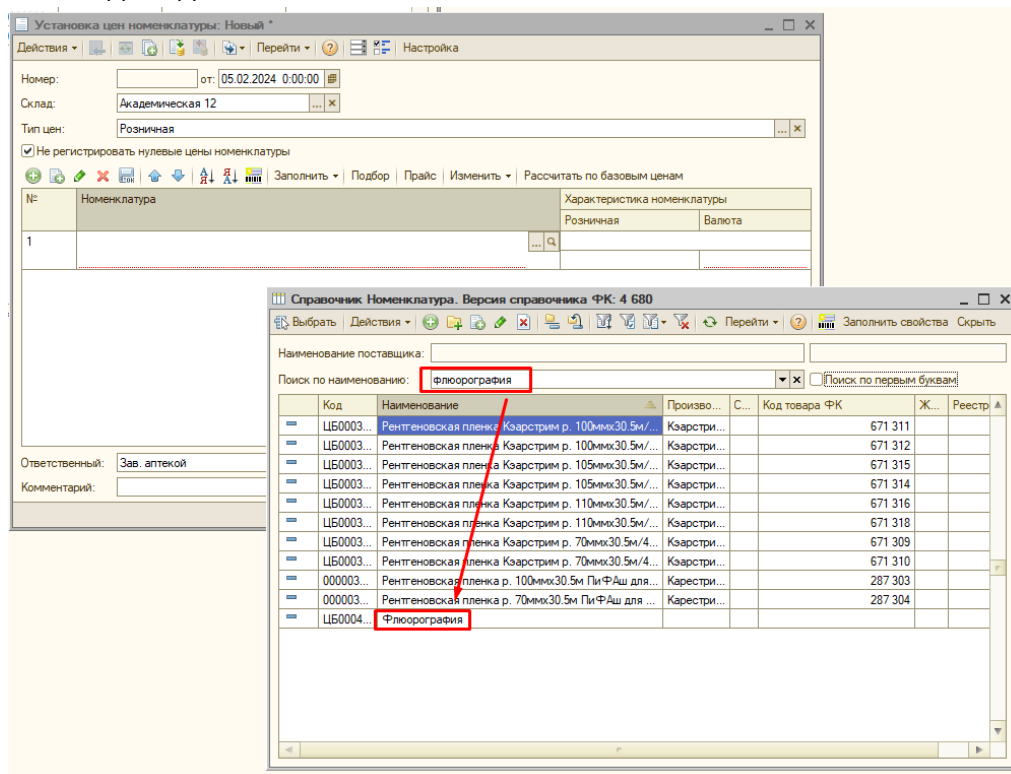 Установка цен номенклатуры: Новый *
Действия Перейти Настройка
Номер: от: 05.02.2024 0:00:00
Склад: Академическая 12 ...
Тип цен: Розничная ...
Не регистрировать нулевые цены номенклатуры
Заполнить Подбор Прайс Изменить Рассчитать по базовым ценам
№ Номенклатура Характеристика номенклатуры
Розничная Валюта
1 ...
Справочник Номенклатура. Версия справочника ФК: 4 680
Выбрать Действия Перейти Заполнить свойства Скрыть
Наименование поставщика:
Поиск по наименованию: флюорография Поиск по первым буквам
Код Наименование Произво... С... Код товара ФК Ж... Реестр
ЦБ0003... Рентгеновская пленка Кэарстрим р. 100ммх30.5м/... Кэарстри... 671 311
ЦБ0003... Рентгеновская пленка Кэарстрим р. 100ммх30.5м/... Кэарстри... 671 312
ЦБ0003... Рентгеновская пленка Кэарстрим р. 105ммх30.5м/... Кэарстри... 671 315
ЦБ0003... Рентгеновская пленка Кэарстрим р. 105ммх30.5м/... Кэарстри... 671 314
ЦБ0003... Рентгеновская пленка Кэарстрим р. 110ммх30.5м/... Кэарстри... 671 316
ЦБ0003... Рентгеновская пленка Кэарстрим р. 110ммх30.5м/... Кэарстри... 671 318
ЦБ0003... Рентгеновская пленка Кэарстрим р. 70ммх30.5м/4... Кэарстри... 671 309
ЦБ0003... Рентгеновская пленка Кэарстрим р. 70ммх30.5м/4... Кэарстри... 671 310
000003... Рентгеновская пленка р. 100ммх30.5м ПиФАш для... Карестри... 287 303
000003... Рентгеновская пленка р. 70ммх30.5м ПиФАш для ... Карестри... 287 304
ЦБ0004... Флюорография
Ответственный: Зав. аптекой
Комментарий: